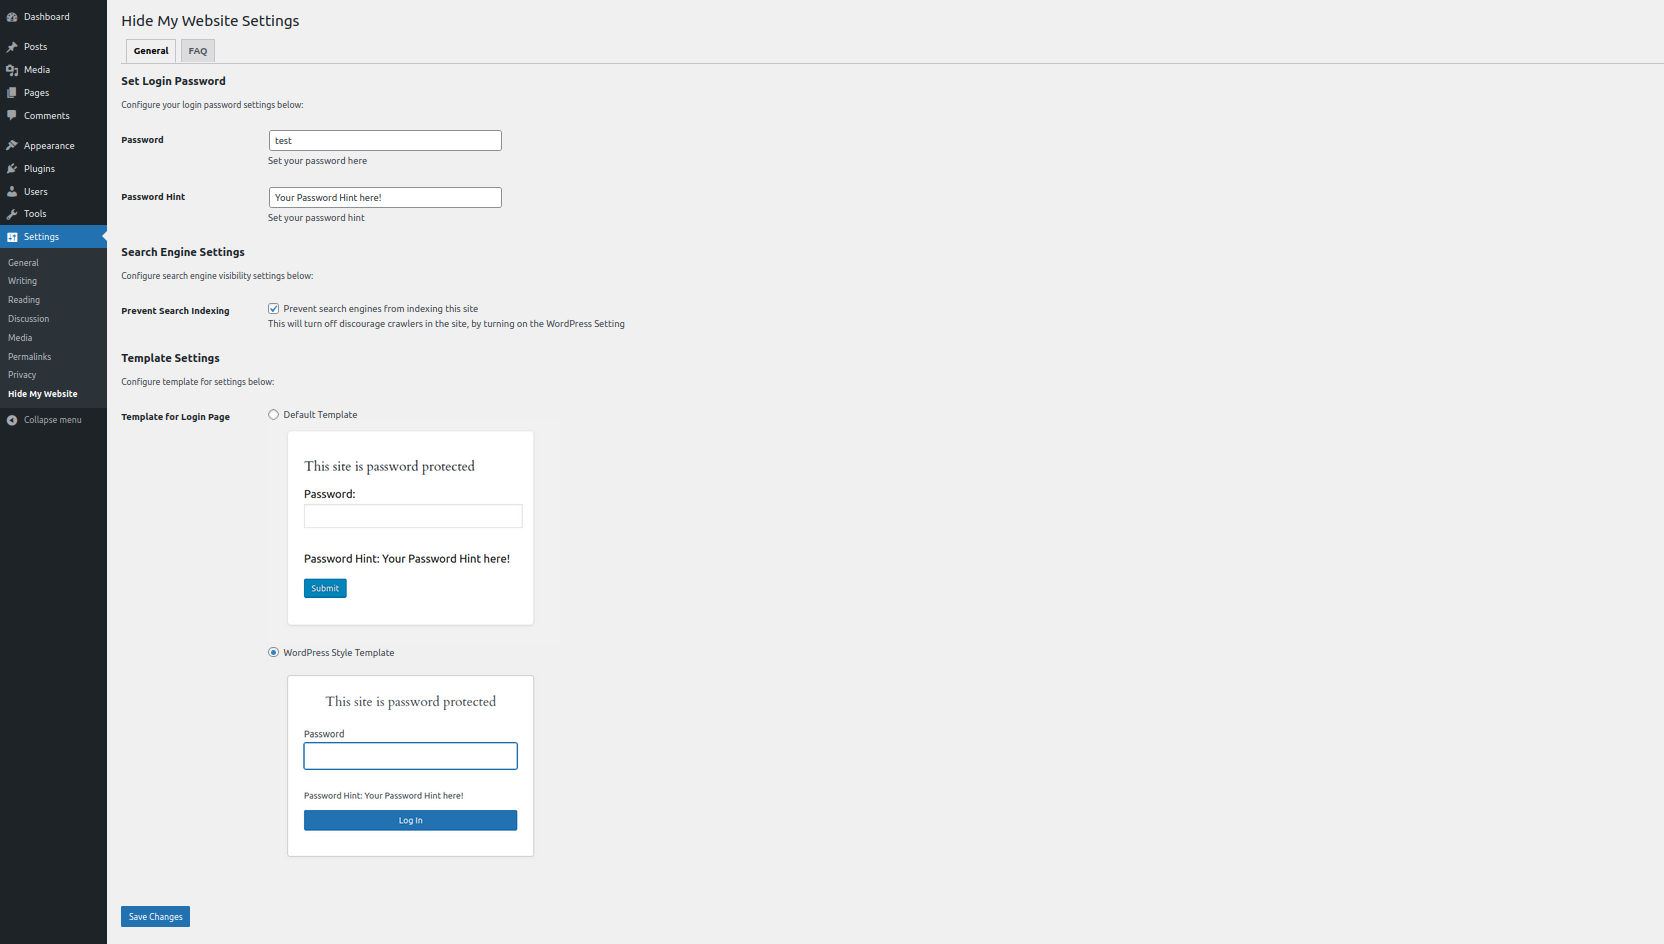 Dashboard
Posts
Media
Pages
Comments
Appearance
Plugins
Users
Tools
Settings
General
Writing
Reading
Discussion
Media
Permalinks
Privacy
Hide My Website
Collapse menu
Hide My Website Settings
General FAQ
Set Login Password
Configure your login password settings below:
Password test
Set your password here
Password Hint Your Password Hint here!
Set your password hint
Search Engine Settings
Configure search engine visibility settings below:
Prevent Search Indexing Prevent search engines from indexing this site
This will turn off discourage crawlers in the site, by turning on the WordPress Setting
Template Settings
Configure template for settings below:
Template for Login Page Default Template
This site is password protected
Password:
Password Hint: Your Password Hint here!
Submit
WordPress Style Template
This site is password protected
Password
Password Hint: Your Password Hint here!
Log In
Save Changes